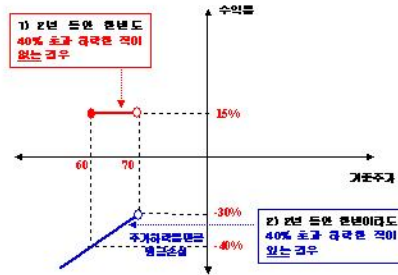 수익률
1) 2년 동안 한번도
40% 초과 하락한 적이
없는 경우
15%
60
70
기준주가
-30%
2) 2년 동안 한번이라도
40% 초과 하락한 적이
있는 경우
주가하락률만큼
원금손실
-40%